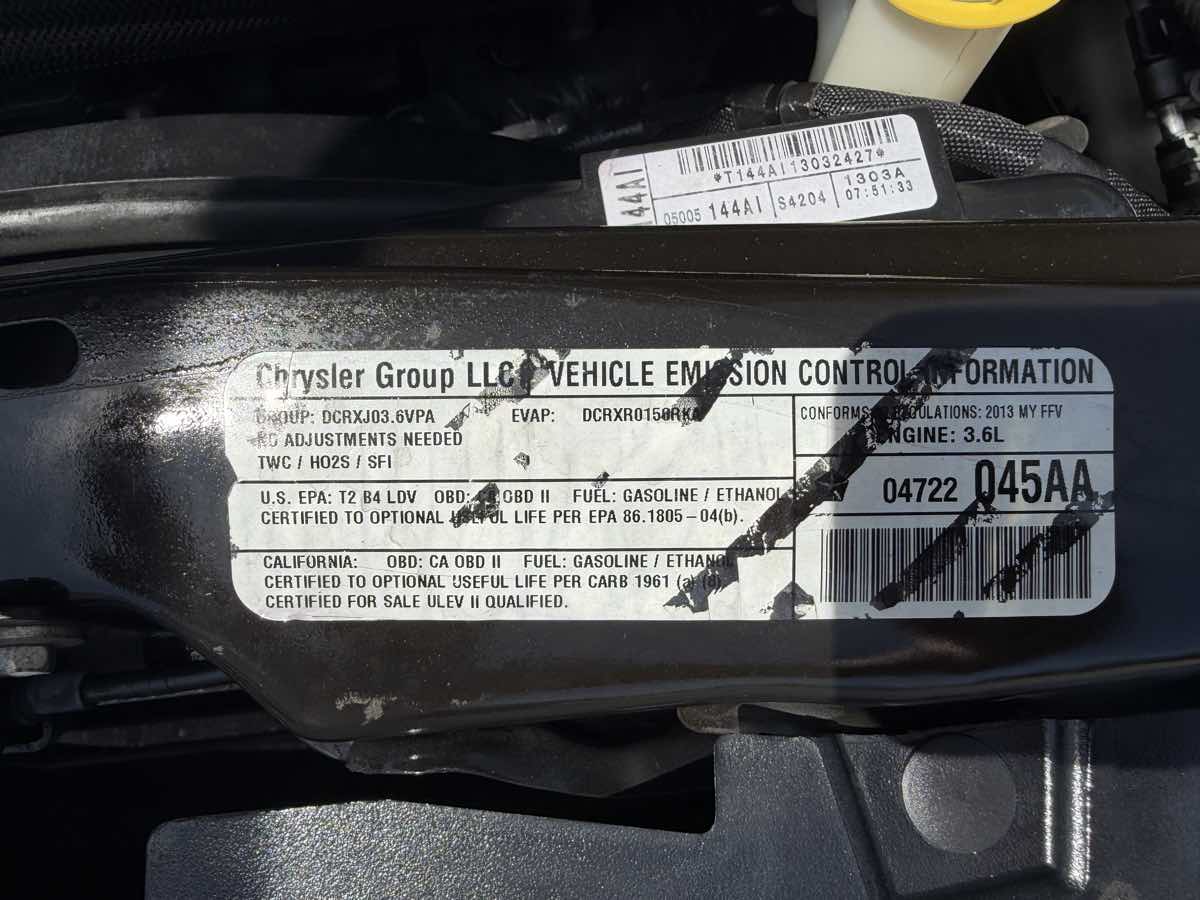 44AI
*T144AI13032427*
05005 144AI S4204 1303A 07:51:33
Chrysler Group LLC VEHICLE EMISSION CONTROL INFORMATION
GROUP: DCRXJ03.6VPA EVAP: DCRXR0150RKA
NO ADJUSTMENTS NEEDED
TWC / HO2S / SFI
CONFORMS REGULATIONS: 2013 MY FFV
ENGINE: 3.6L
04722 045AA
U.S. EPA: T2 B4 LDV OBD: CA OBD II FUEL: GASOLINE / ETHANOL
CERTIFIED TO OPTIONAL USEFUL LIFE PER EPA 86.1805-04(b).
CALIFORNIA: OBD: CA OBD II FUEL: GASOLINE / ETHANOL
CERTIFIED TO OPTIONAL USEFUL LIFE PER CARB 1961 (a) (8)
CERTIFIED FOR SALE ULEV II QUALIFIED.